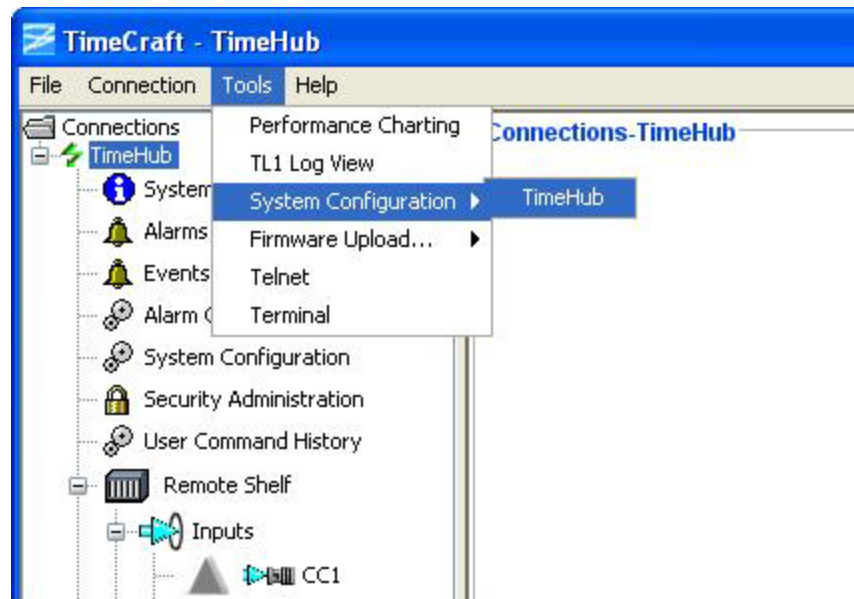 TimeCraft - TimeHub
File Connection Tools Help
Connections
TimeHub
System
Alarms
Events
Alarm
System Configuration
Security Administration
User Command History
Remote Shelf
Inputs
CC1
Performance Charting
TL1 Log View
System Configuration
Firmware Upload...
Telnet
Terminal
TimeHub
Connections-TimeHub